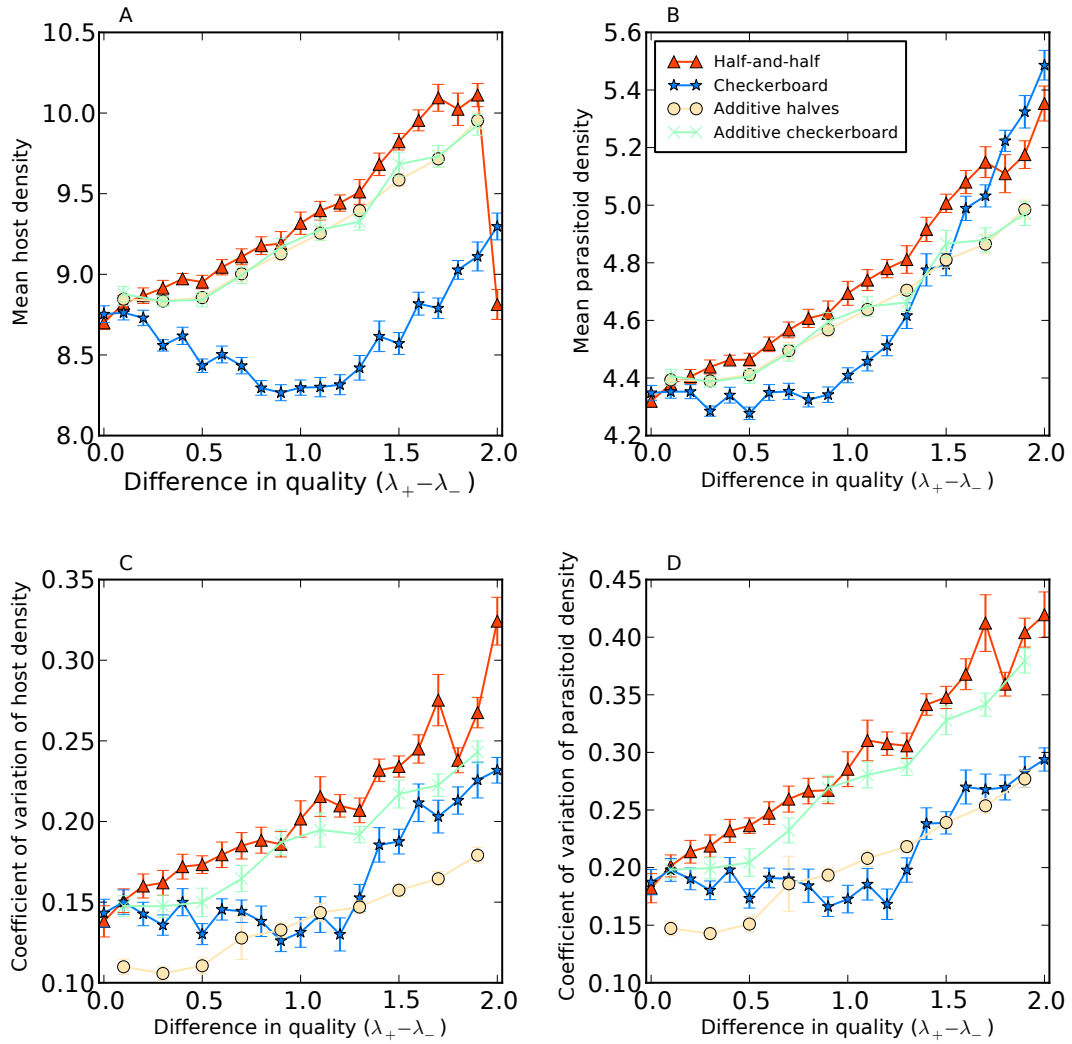 A
B
10.5
10.0
9.5
9.0
8.5
8.0
Mean host density
0.0 0.5 1.0 1.5 2.0
Difference in quality (λ+−λ−)
5.6
5.4
5.2
5.0
4.8
4.6
4.4
4.2
Mean parasitoid density
Half-and-half
Checkerboard
Additive halves
Additive checkerboard
0.0 0.5 1.0 1.5 2.0
Difference in quality (λ+−λ−)
C
D
0.35
0.30
0.25
0.20
0.15
0.10
Coefficient of variation of host density
0.0 0.5 1.0 1.5 2.0
Difference in quality (λ+−λ−)
0.45
0.40
0.35
0.30
0.25
0.20
0.15
0.10
Coefficient of variation of parasitoid density
0.0 0.5 1.0 1.5 2.0
Difference in quality (λ+−λ−)